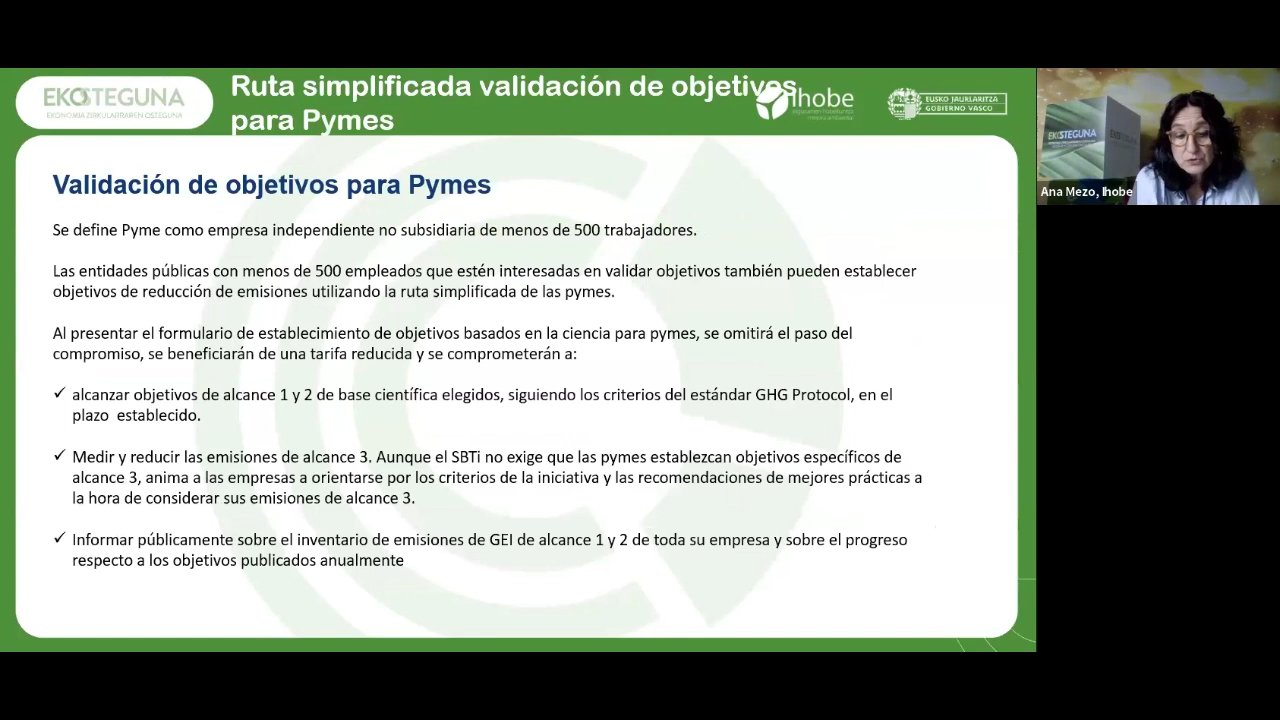 EKOSTEGUNA
EKONOMIA ZIRKULARRAREN OSTEGUNA
Ruta simplificada validación de objetivos
para Pymes
Ihobe
EUSKO JAURLARITZA
GOBIERNO VASCO
EKOSTEGUNA
Ana Mezo, Ihobe
Validación de objetivos para Pymes
Se define Pyme como empresa independiente no subsidiaria de menos de 500 trabajadores.
Las entidades públicas con menos de 500 empleados que estén interesadas en validar objetivos también pueden establecer
objetivos de reducción de emisiones utilizando la ruta simplificada de las pymes.
Al presentar el formulario de establecimiento de objetivos basados en la ciencia para pymes, se omitirá el paso del
compromiso, se beneficiarán de una tarifa reducida y se comprometerán a:
✓ alcanzar objetivos de alcance 1 y 2 de base científica elegidos, siguiendo los criterios del estándar GHG Protocol, en el
plazo establecido.
✓ Medir y reducir las emisiones de alcance 3. Aunque el SBTi no exige que las pymes establezcan objetivos específicos de
alcance 3, anima a las empresas a orientarse por los criterios de la iniciativa y las recomendaciones de mejores prácticas a
la hora de considerar sus emisiones de alcance 3.
✓ Informar públicamente sobre el inventario de emisiones de GEI de alcance 1 y 2 de toda su empresa y sobre el progreso
respecto a los objetivos publicados anualmente